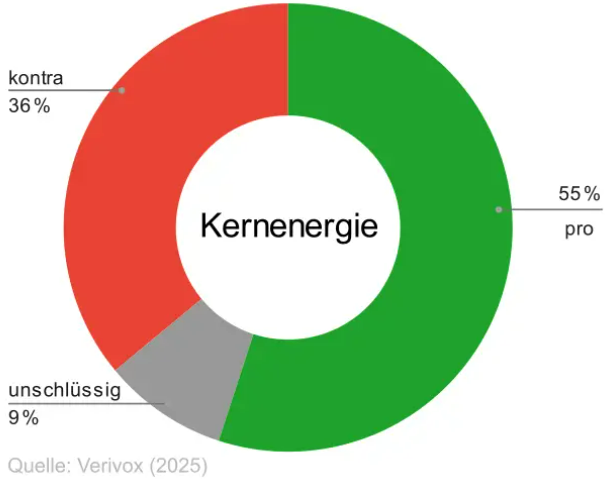 kontra
36 %
Kernenergie
55 %
pro
unschlüssig
9 %
Quelle: Verivox (2025)